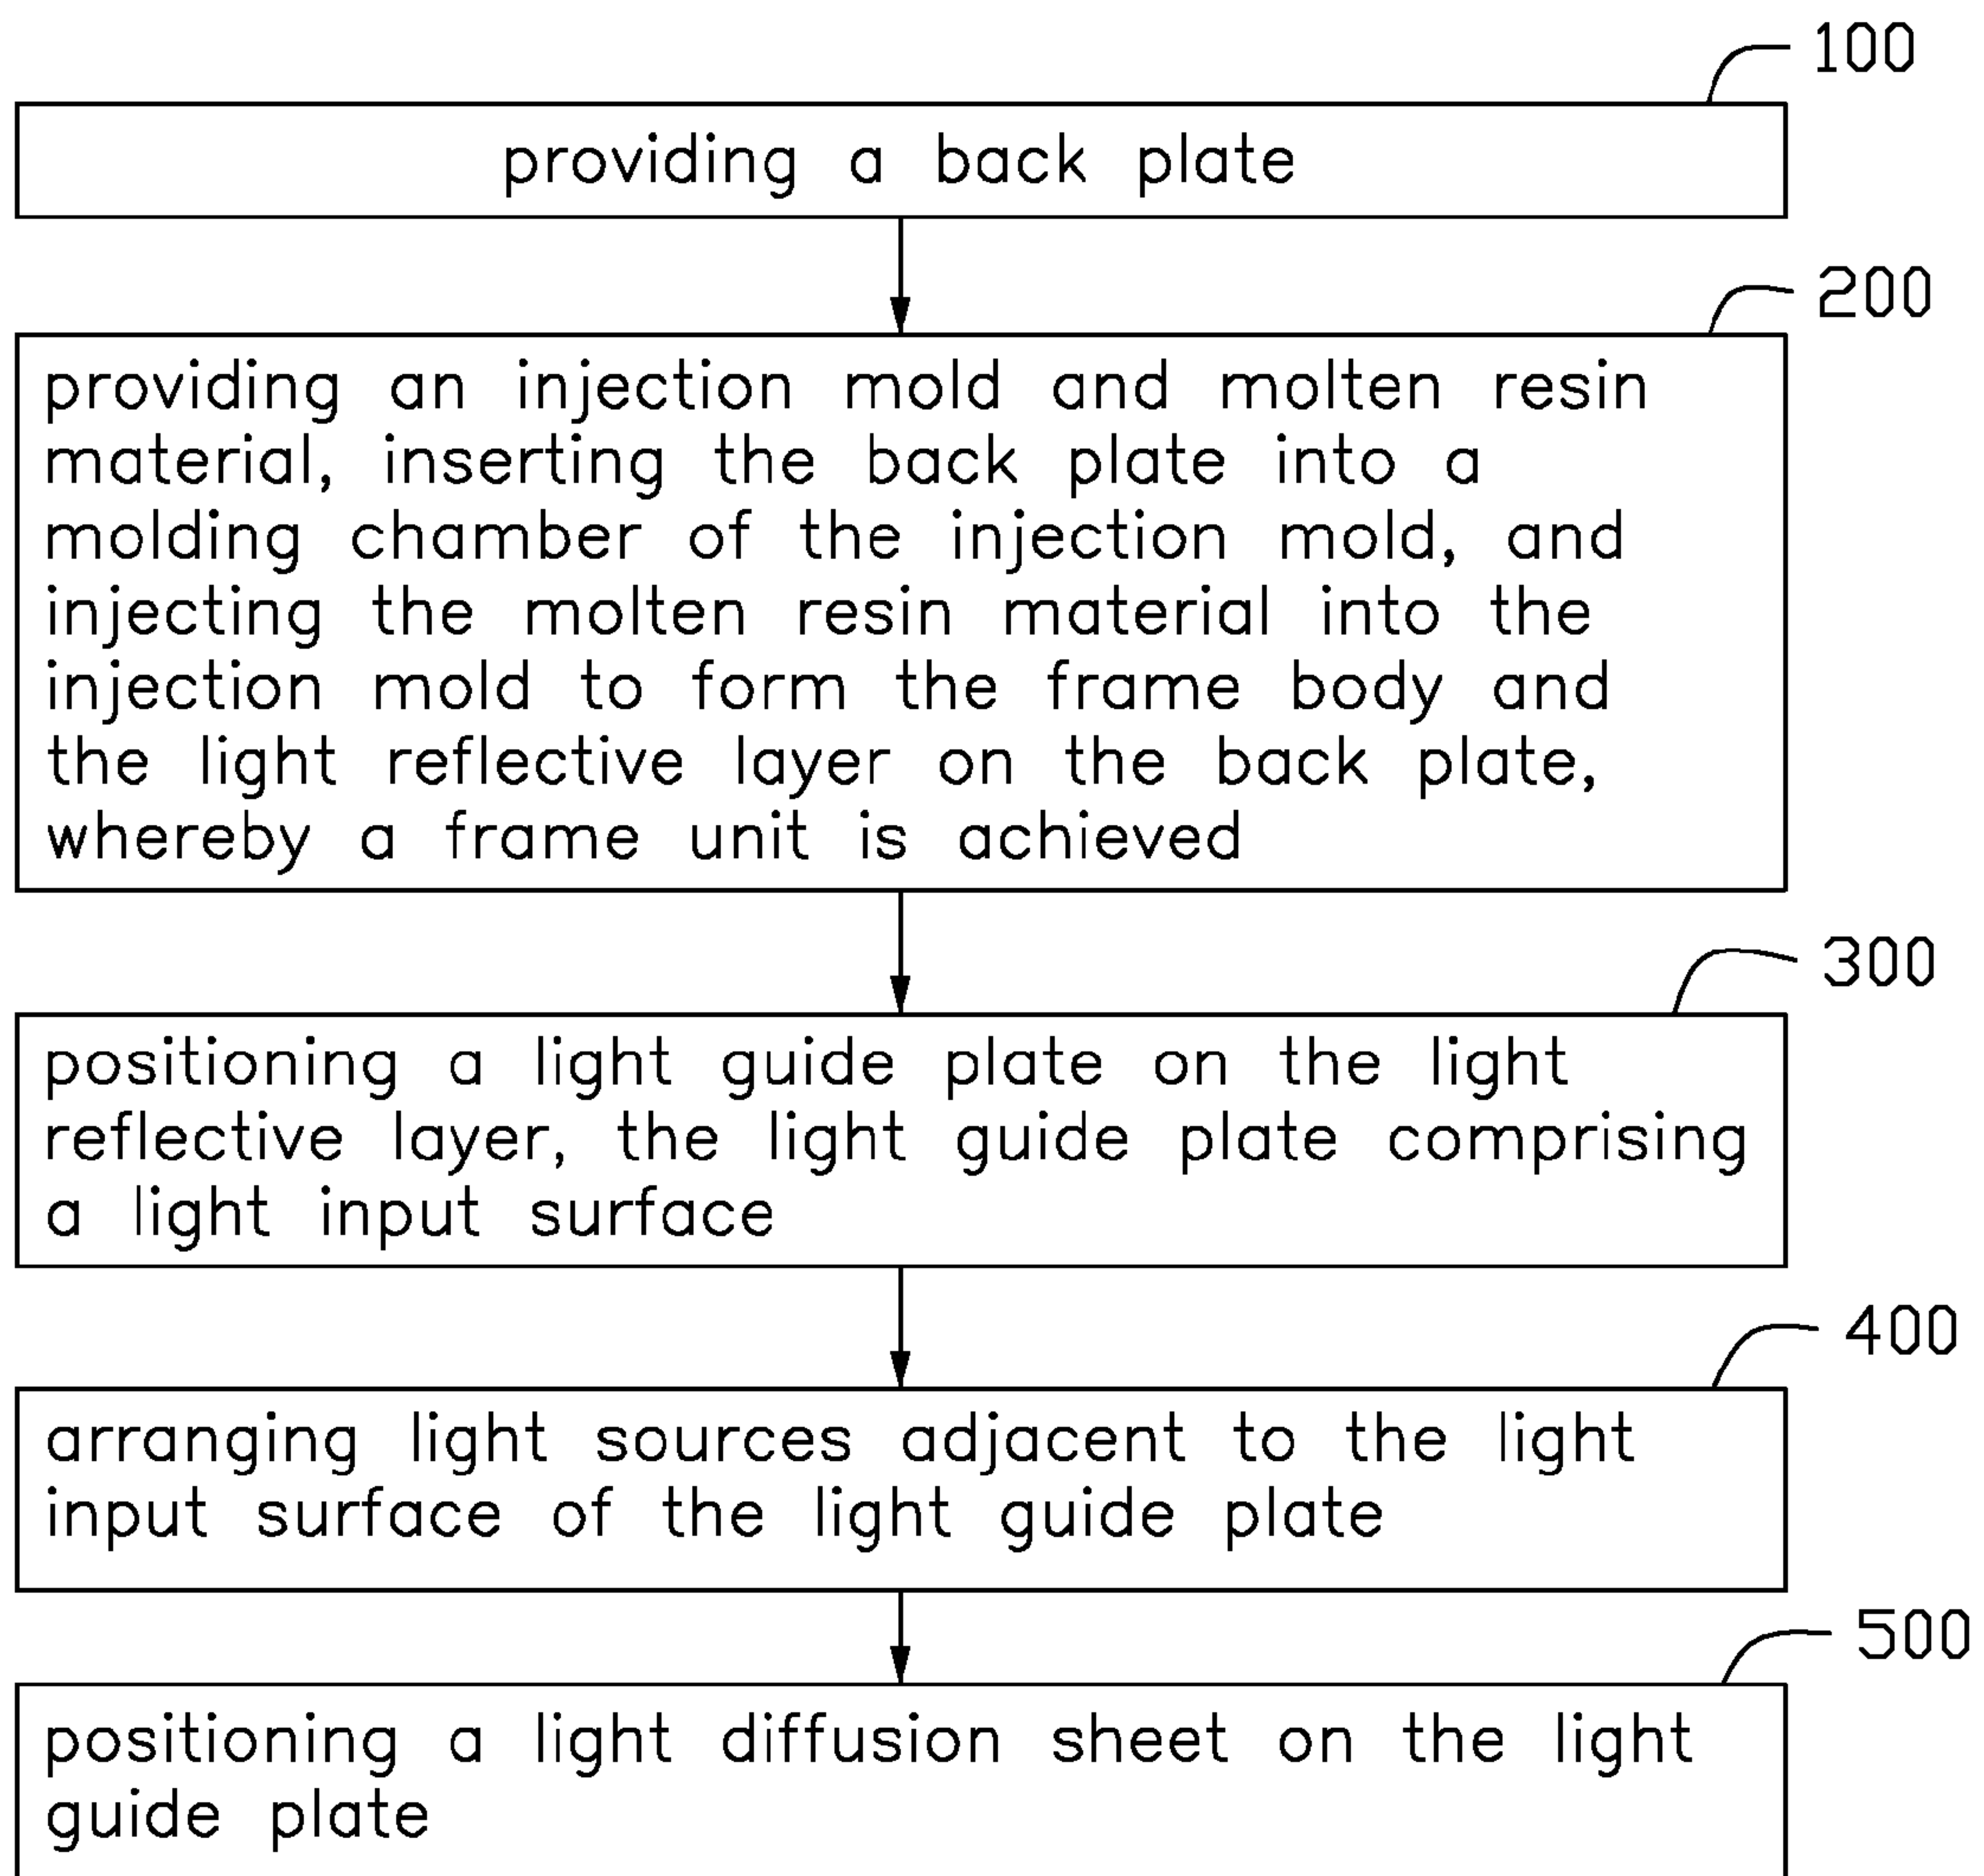 100
providing a back plate
200
providing an injection mold and molten resin
material, inserting the back plate into a
molding chamber of the injection mold, and
injecting the molten resin material into the
injection mold to form the frame body and
the light reflective layer on the back plate,
whereby a frame unit is achieved
300
positioning a light guide plate on the light
reflective layer, the light guide plate comprising
a light input surface
400
arranging light sources adjacent to the light
input surface of the light guide plate
500
positioning a light diffusion sheet on the light
guide plate